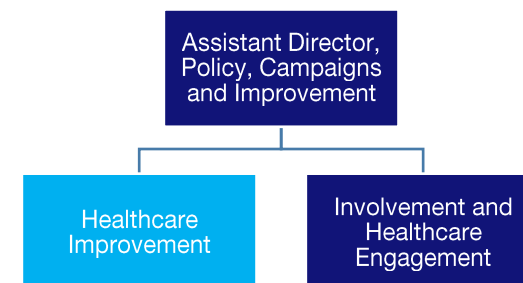 Assistant Director,
Policy, Campaigns
and Improvement
Healthcare
Improvement
Involvement and
Healthcare
Engagement